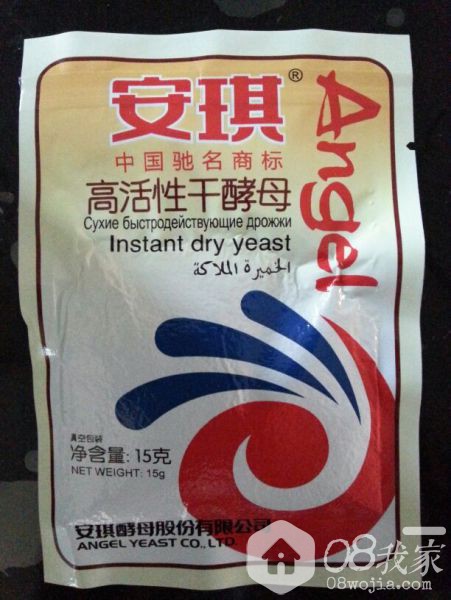 安琪®
Angel
中国驰名商标
高活性干酵母
Сухие быстродействующие дрожжи
Instant dry yeast
الخميرة الملاكة
真空包装
净含量: 15克
NET WEIGHT: 15g
安琪酵母股份有限公司
ANGEL YEAST CO., LTD.
08我家
08wojia.com